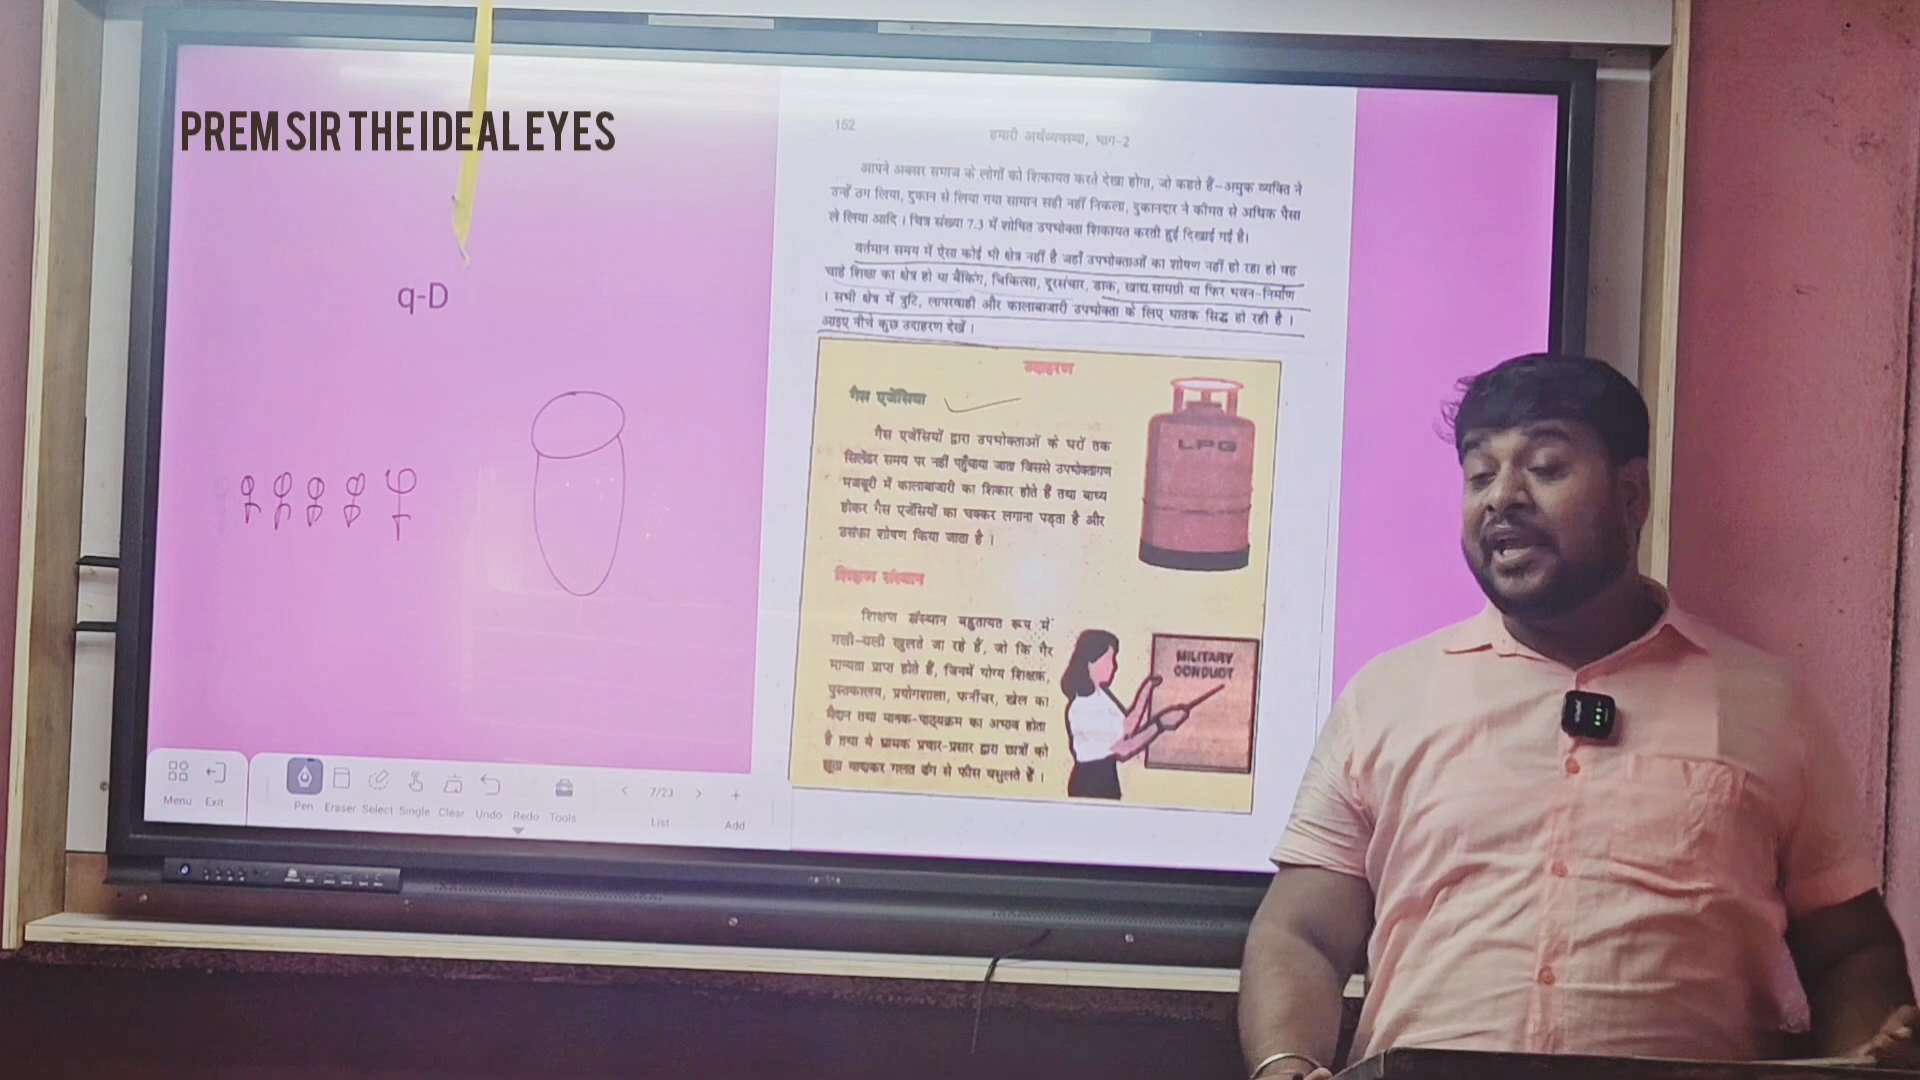 PREM SIR THE IDEAL EYES
q-D
152
हमारी अर्थव्यवस्था, भाग-2
आपने अक्सर समाज के लोगों को शिकायत करते देखा होगा, जो कहते हैं-अमुक व्यक्ति ने
उन्हें ठग लिया, दुकान से लिया गया सामान सही नहीं निकला, दुकानदार ने कीमत से अधिक पैसा
ले लिया आदि । चित्र संख्या 7.3 में शोषित उपभोक्ता शिकायत करती हुई दिखाई गई है।
वर्तमान समय में ऐसा कोई भी क्षेत्र नहीं है जहाँ उपभोक्ताओं का शोषण नहीं हो रहा हो वह
चाहे शिक्षा का क्षेत्र हो या बैंकिंग, चिकित्सा, दूरसंचार, डाक, खाद्य सामग्री या फिर भवन-निर्माण
। सभी क्षेत्र में त्रुटि, लापरवाही और कालाबाजारी उपभोक्ता के लिए घातक सिद्ध हो रही है ।
आइए नीचे कुछ उदाहरण देखें ।
उदाहरण
गैस एजेंसियाँ
गैस एजेंसियों द्वारा उपभोक्ताओं के घरों तक
सिलेंडर समय पर नहीं पहुँचाया जाता जिससे उपभोक्तागण
मजबूरी में कालाबाजारी का शिकार होते हैं तथा बाध्य
होकर गैस एजेंसियों का चक्कर लगाना पड़ता है और
उसका शोषण किया जाता है ।
LPG
शिक्षण संस्थान
शिक्षण संस्थान बहुतायत रूप में
गली-गली खुलते जा रहे हैं, जो कि गैर
मान्यता प्राप्त होते हैं, जिनमें योग्य शिक्षक,
पुस्तकालय, प्रयोगशाला, फर्नीचर, खेल का
मैदान तथा मानक-पाठ्यक्रम का अभाव होता
है तथा ये भ्रामक प्रचार-प्रसार द्वारा छात्रों को
झूठा वादाकर गलत ढंग से फीस वसुलते हैं ।
MILITARY
CONDUCT
Menu Exit Pen Eraser Select Single Clear Undo Redo Tools
7/23
List Add